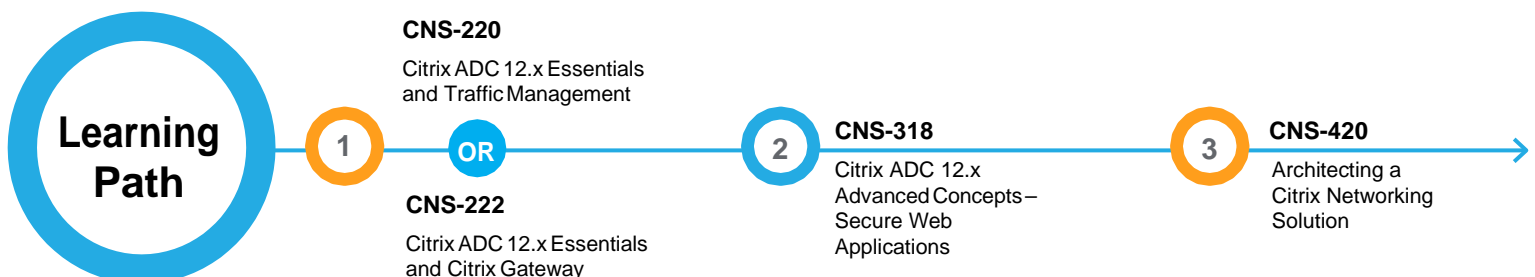 Learning
Path
1
CNS-220
Citrix ADC 12.x Essentials
and Traffic Management
OR
CNS-222
Citrix ADC 12.x Essentials
and Citrix Gateway
2
CNS-318
Citrix ADC 12.x
Advanced Concepts –
Secure Web
Applications
3
CNS-420
Architecting a
Citrix Networking
Solution